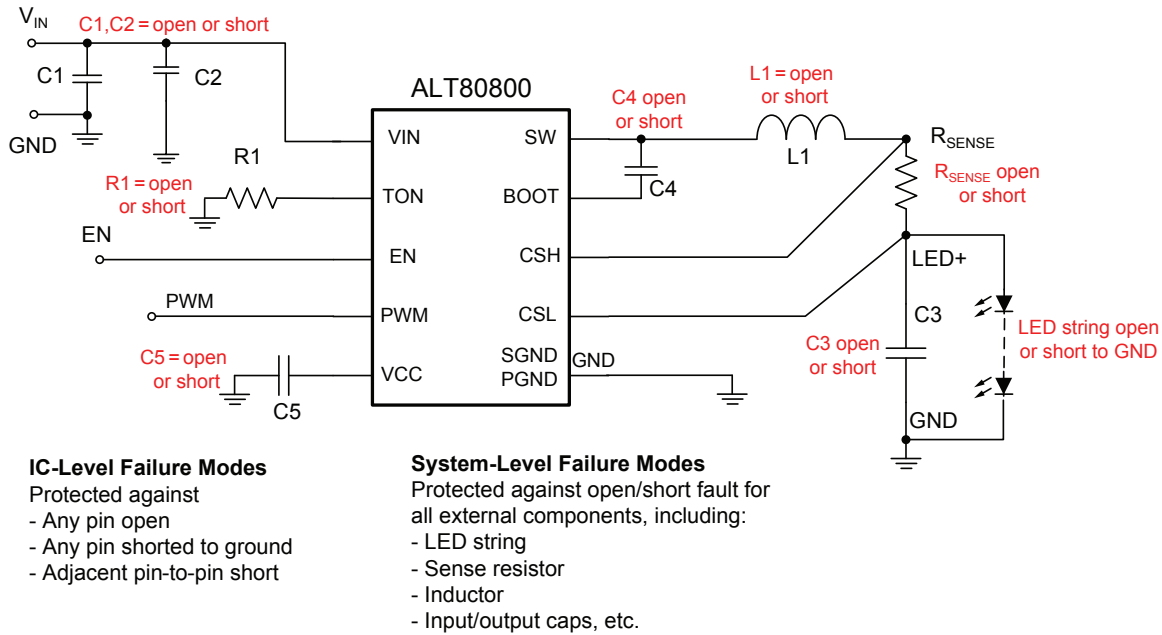 VIN
C1,C2 = open or short
C1
C2
GND
ALT80800
VIN
TON
EN
PWM
VCC
SW
BOOT
CSH
CSL
SGND
PGND
R1
R1 = open
or short
EN
PWM
C5 = open
or short
C5
C4 open
or short
C4
L1 = open
or short
L1
RSENSE
RSENSE open
or short
LED+
C3
C3 open
or short
LED string open
or short to GND
GND
GND
IC-Level Failure Modes
Protected against
- Any pin open
- Any pin shorted to ground
- Adjacent pin-to-pin short
System-Level Failure Modes
Protected against open/short fault for
all external components, including:
- LED string
- Sense resistor
- Inductor
- Input/output caps, etc.